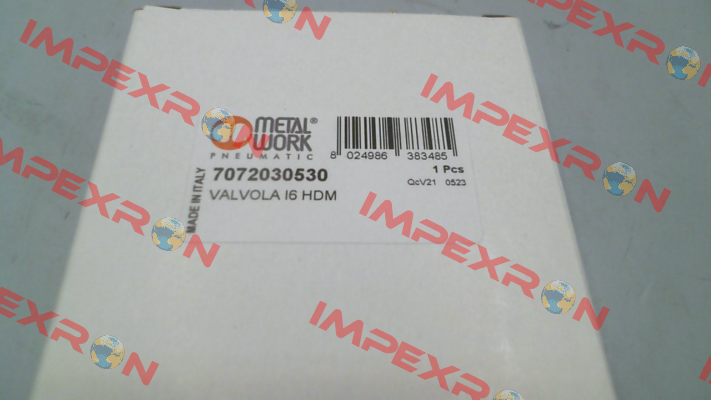 METAL®
WORK
PNEUMATIC
8 024986 383485
7072030530
1 Pcs
VALVOLA I6 HDM
QcV21 0523
MADE IN ITALY
IMPEXRON
IMPEXRON
IMPEXRON
IMPEXRON
IMPEXRON
IMPEXRON